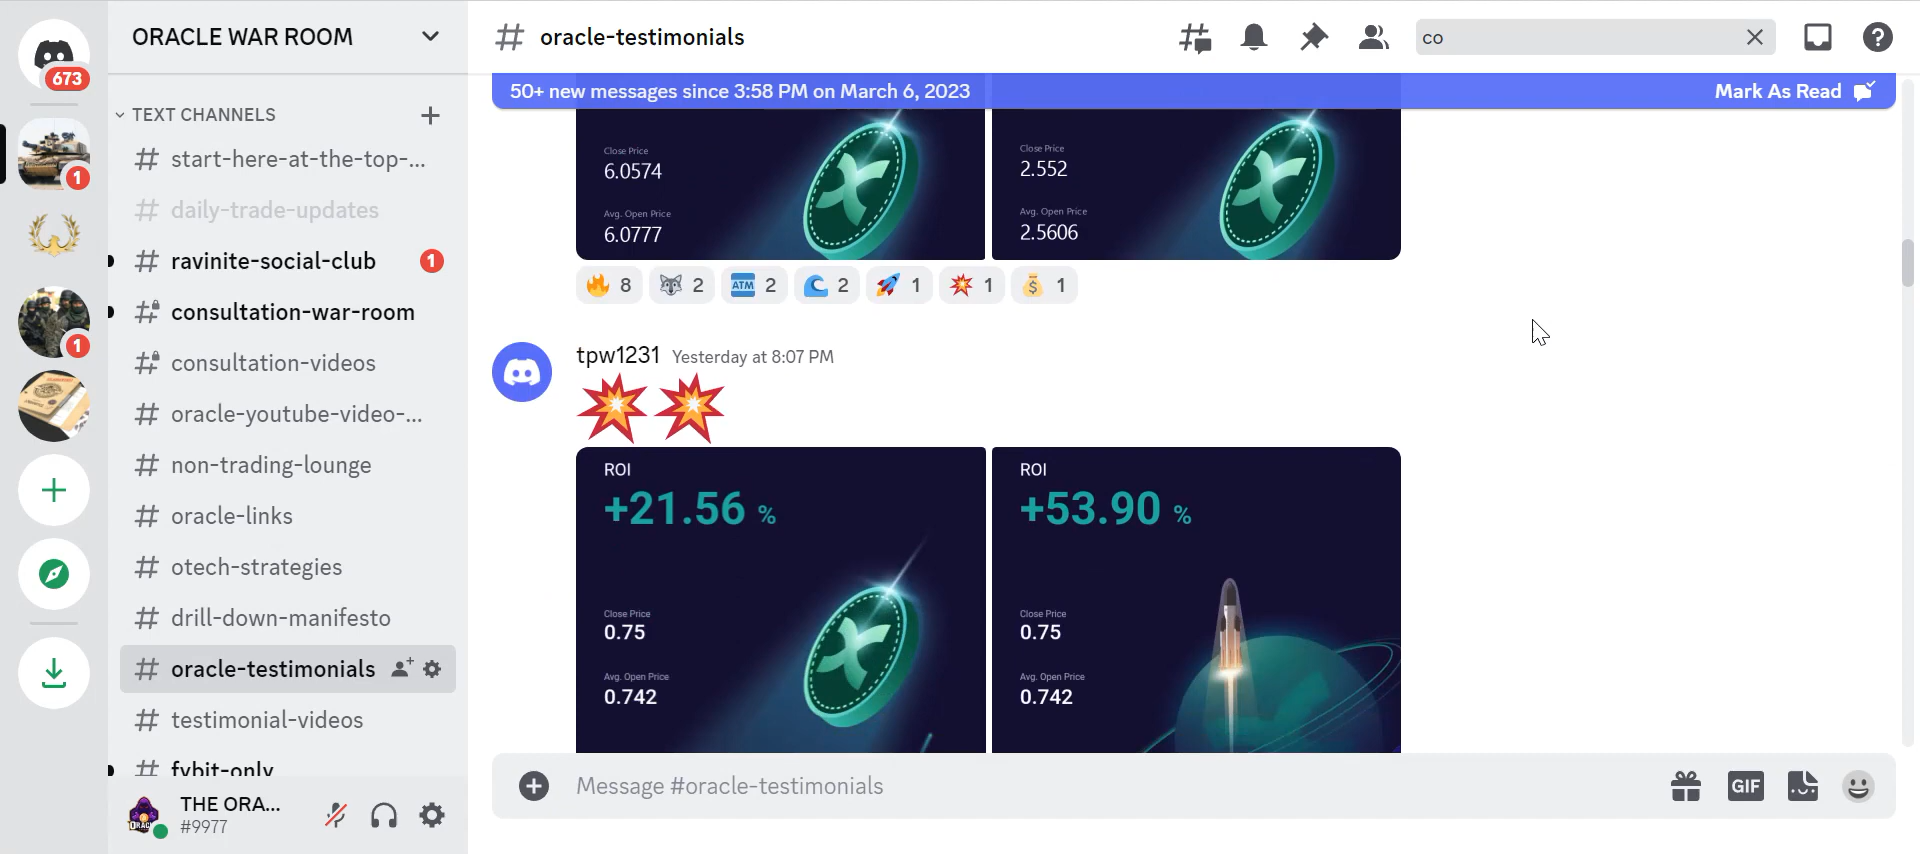 673
1
1
ORACLE WAR ROOM
TEXT CHANNELS
start-here-at-the-top-...
daily-trade-updates
ravinite-social-club 1
consultation-war-room
consultation-videos
oracle-youtube-video-...
non-trading-lounge
oracle-links
otech-strategies
drill-down-manifesto
oracle-testimonials
testimonial-videos
fybit-only
THE ORA...
#9977
oracle-testimonials
co
50+ new messages since 3:58 PM on March 6, 2023 Mark As Read
Close Price
6.0574
Avg. Open Price
6.0777
Close Price
2.552
Avg. Open Price
2.5606
8 2 ATM 2 2 1 1 1
tpw1231 Yesterday at 8:07 PM
ROI
+21.56 %
Close Price
0.75
Avg. Open Price
0.742
ROI
+53.90 %
Close Price
0.75
Avg. Open Price
0.742
Message #oracle-testimonials
GIF